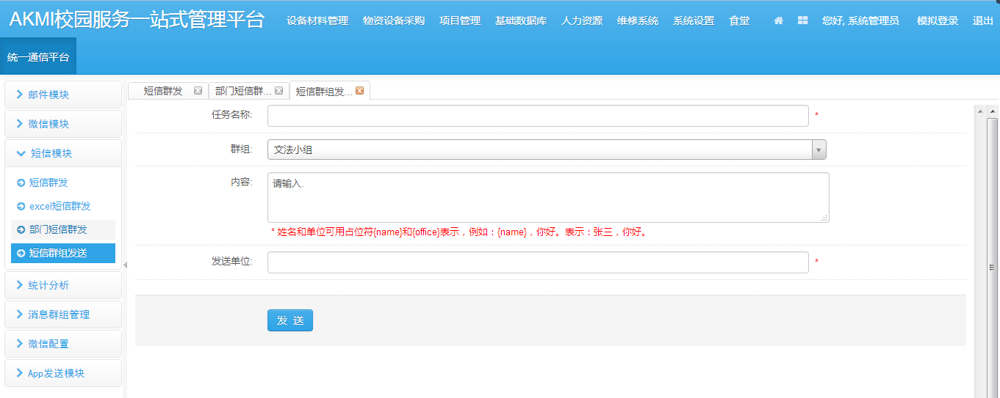 AKMI校园服务一站式管理平台 设备材料管理 物资设备采购 项目管理 基础数据库 人力资源 维修系统 系统设置 食堂 您好, 系统管理员 模拟登录 退出
统一通信平台
邮件模块
微信模块
短信模块
短信群发
excel短信群发
部门短信群发
短信群组发送
统计分析
消息群组管理
微信配置
App发送模块
短信群发 部门短信群... 短信群组发...
任务名称: *
群组: 文法小组
内容: 请输入.
* 姓名和单位可用占位符{name}和{office}表示，例如：{name}，你好。表示：张三，你好。
发送单位: *
发 送